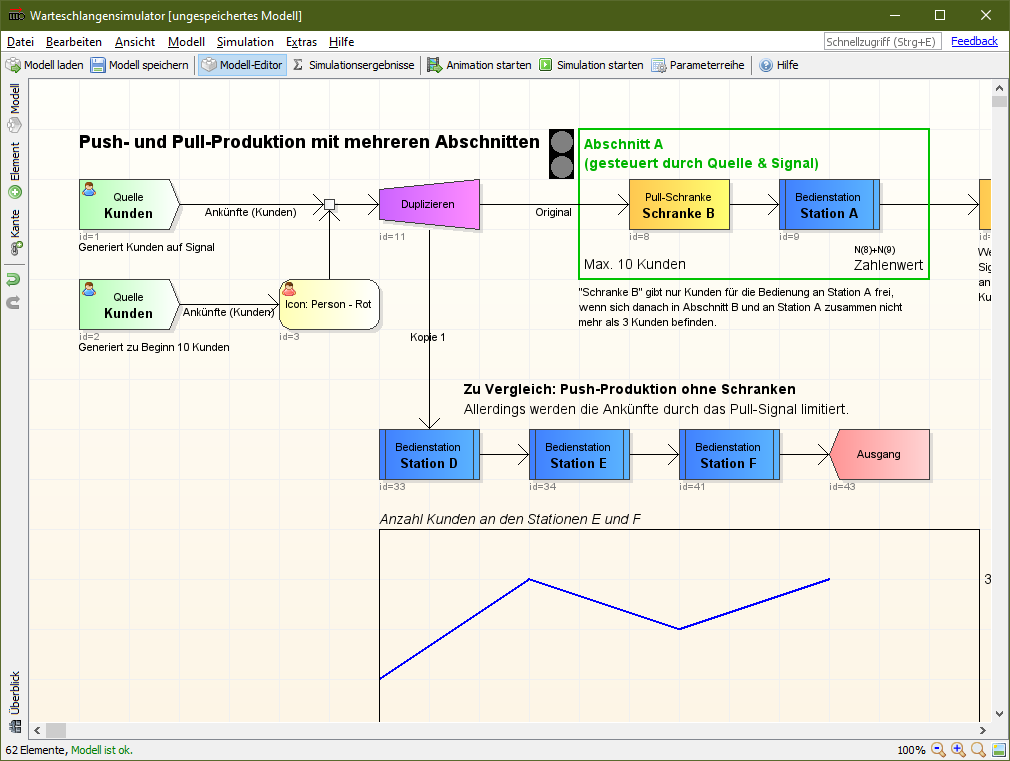 Warteschlangensimulator [ungespeichertes Modell]
Datei Bearbeiten Ansicht Modell Simulation Extras Hilfe
Schnellzugriff (Strg+E) Feedback
Modell laden Modell speichern Modell-Editor Σ Simulationsergebnisse Animation starten Simulation starten Parameterreihe Hilfe
Modell
Element
Kante
Überblick
Push- und Pull-Produktion mit mehreren Abschnitten
Abschnitt A
(gesteuert durch Quelle & Signal)
Quelle
Kunden
id=1
Generiert Kunden auf Signal
Ankünfte (Kunden)
Duplizieren
id=11
Original
Pull-Schranke
Schranke B
id=8
Bedienstation
Station A
id=9
N(8)+N(9)
Zahlenwert
Max. 10 Kunden
id=
We
Sig
an
Ku
"Schranke B" gibt nur Kunden für die Bedienung an Station A frei,
wenn sich danach in Abschnitt B und an Station A zusammen nicht
mehr als 3 Kunden befinden.
Quelle
Kunden
id=2
Generiert zu Beginn 10 Kunden
Ankünfte (Kunden)
Icon: Person - Rot
id=3
Kopie 1
Zu Vergleich: Push-Produktion ohne Schranken
Allerdings werden die Ankünfte durch das Pull-Signal limitiert.
Bedienstation
Station D
id=33
Bedienstation
Station E
id=34
Bedienstation
Station F
id=41
Ausgang
id=43
Anzahl Kunden an den Stationen E und F
3
62 Elemente, Modell ist ok.
100%